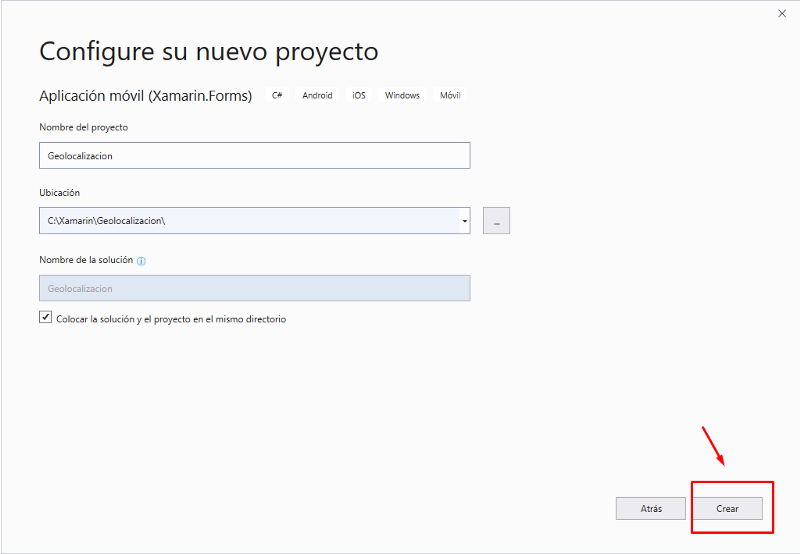 Configure su nuevo proyecto
Aplicación móvil (Xamarin.Forms) C# Android iOS Windows Móvil
Nombre del proyecto
Geolocalizacion
Ubicación
C:\Xamarin\Geolocalizacion\
...
Nombre de la solución
Geolocalizacion
Colocar la solución y el proyecto en el mismo directorio
Atrás Crear